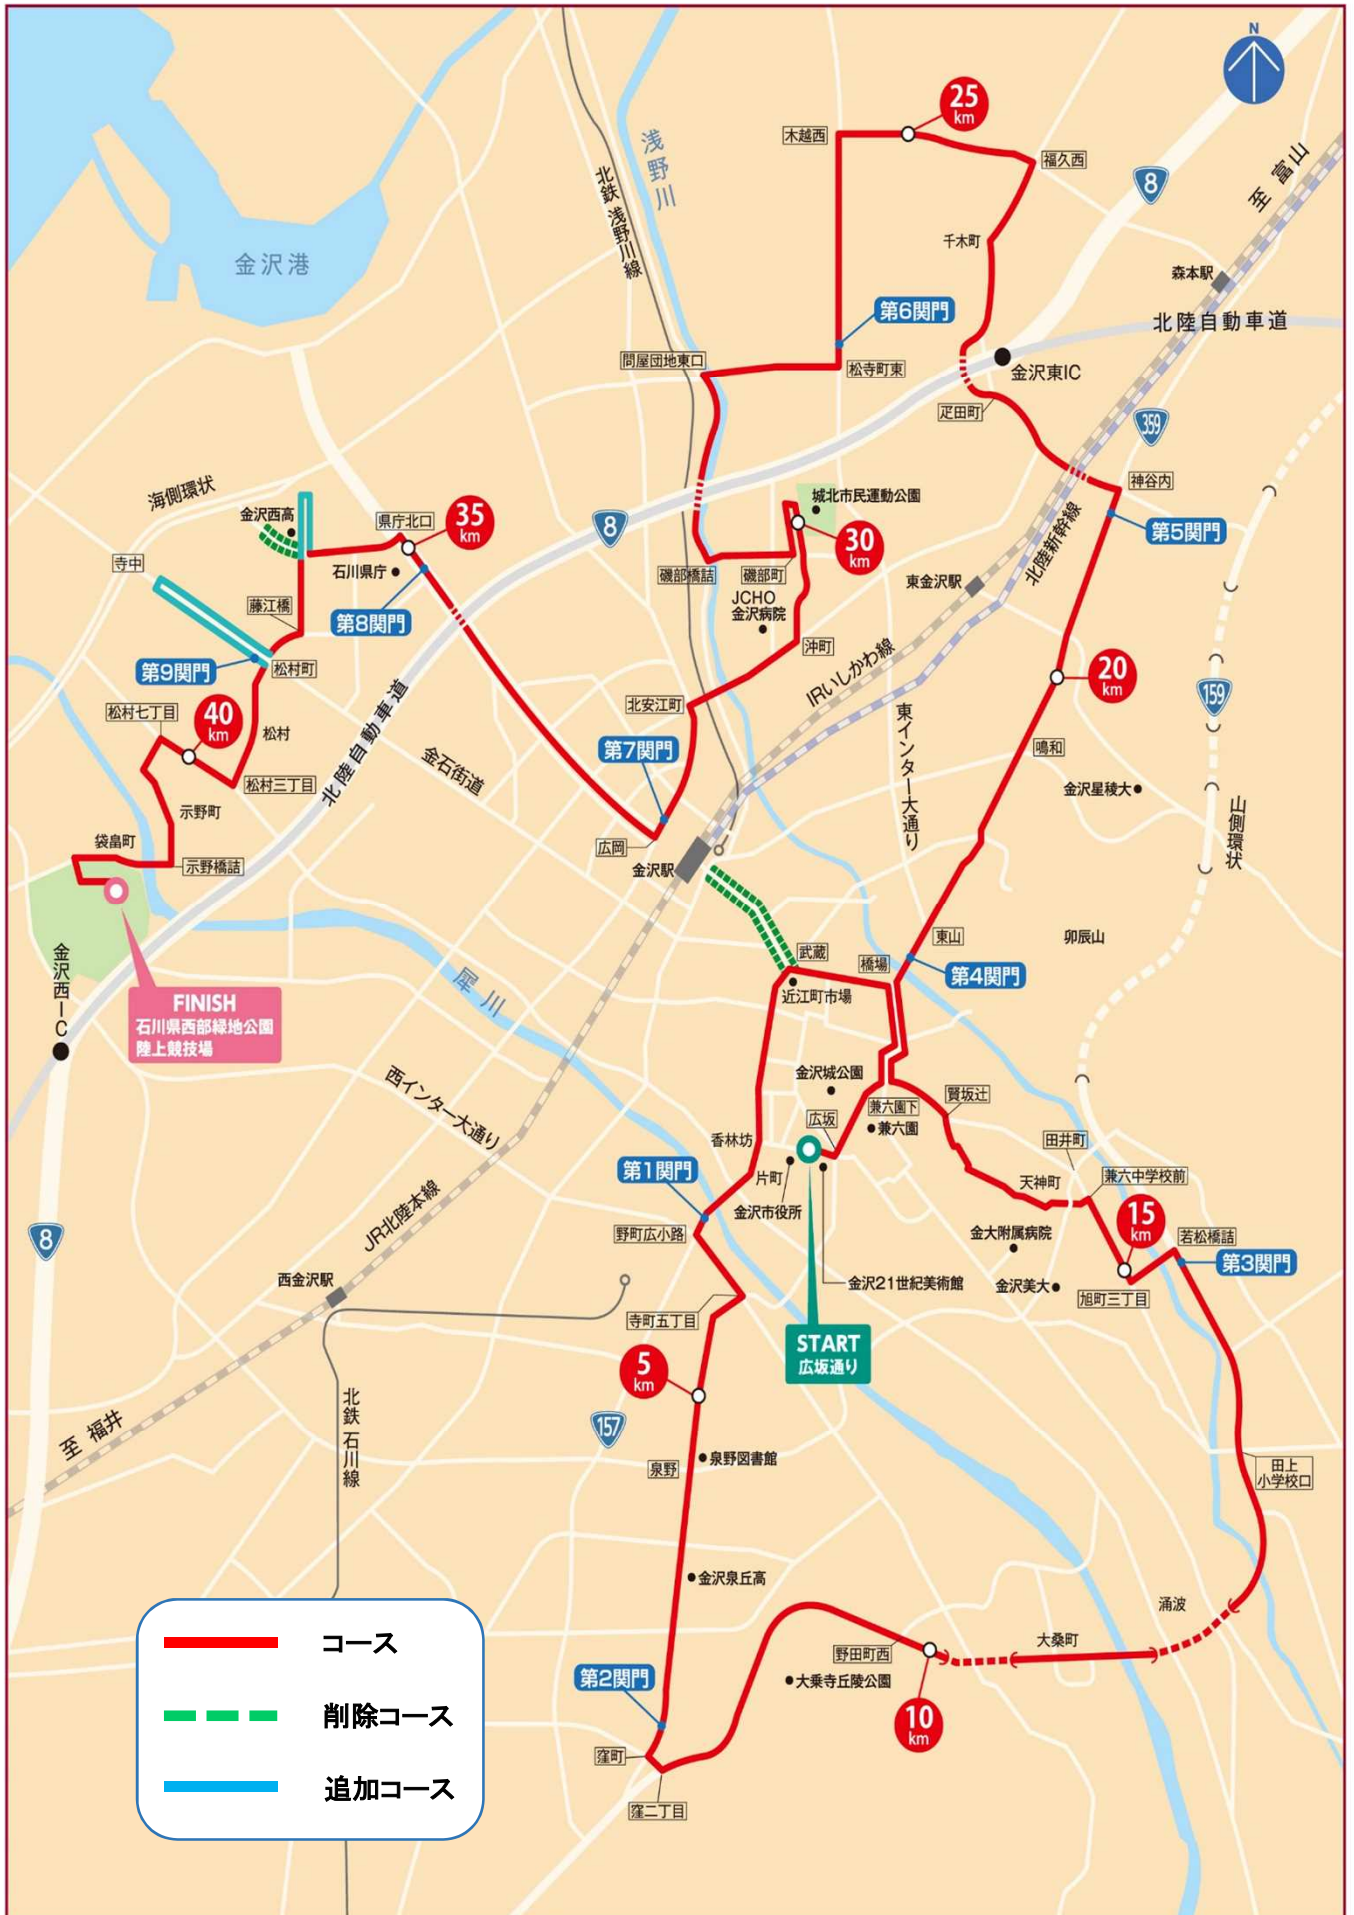 N
25
km
木越西
福久西
浅野川
8
至 富山
北鉄 浅野川線
千木町
森本駅
金沢港
第6関門
北陸自動車道
問屋団地東口
松寺町東
金沢東IC
疋田町
359
海側環状
神谷内
金沢西高
県庁北口
35
km
8
城北市民運動公園
30
km
第5関門
北陸新幹線
寺中
石川県庁
磯部橋詰
磯部町
東金沢駅
藤江橋
第8関門
JCHO
金沢病院
沖町
第9関門
松村町
IRいしかわ線
20
km
159
松村七丁目
40
km
北安江町
東インター大通り
松村
北陸自動車道
第7関門
鳴和
金石街道
松村三丁目
金沢星稜大
示野町
山側環状
袋畠町
広岡
示野橋詰
金沢駅
金沢西IC
武蔵
橋場
東山
卯辰山
第4関門
犀川
近江町市場
FINISH
石川県西部緑地公園
陸上競技場
金沢城公園
西インター大通り
兼六園下
賢坂辻
広坂
兼六園
香林坊
田井町
第1関門
片町
天神町
兼六中学校前
JR北陸本線
金沢市役所
15
km
野町広小路
金大附属病院
若松橋詰
8
第3関門
西金沢駅
金沢21世紀美術館
金沢美大
旭町三丁目
寺町五丁目
START
広坂通り
5
km
北鉄 石川線
至 福井
157
泉野図書館
泉野
田上
小学校口
金沢泉丘高
涌波
コース
大桑町
野田町西
第2関門
大乗寺丘陵公園
削除コース
10
km
窪町
追加コース
窪二丁目